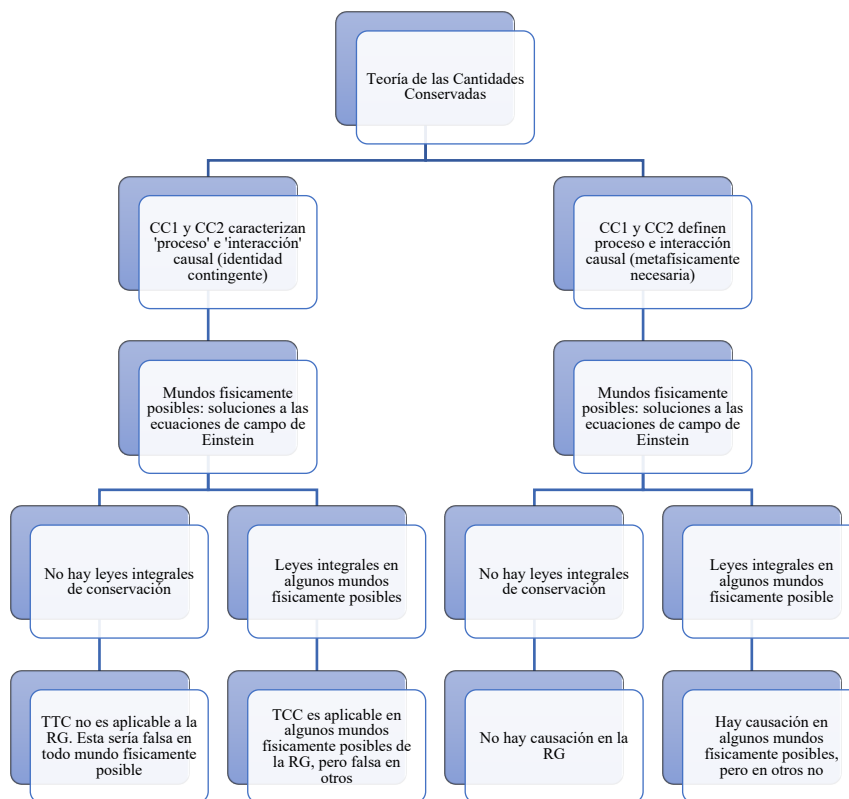 Teoría de las Cantidades
Conservadas
CC1 y CC2 caracterizan
'proceso' e 'interacción'
causal (identidad
contingente)
CC1 y CC2 definen
proceso e interacción
causal (metafísicamente
necesaria)
Mundos fisicamente
posibles: soluciones a las
ecuaciones de campo de
Einstein
Mundos fisicamente
posibles: soluciones a las
ecuaciones de campo de
Einstein
No hay leyes integrales
de conservación
Leyes integrales en
algunos mundos
físicamente posibles
No hay leyes integrales
de conservación
Leyes integrales en
algunos mundos
físicamente posible
TTC no es aplicable a la
RG. Esta sería falsa en
todo mundo físicamente
posible
TCC es aplicable en
algunos mundos
físicamente posibles de
la RG, pero falsa en
otros
No hay causación en la
RG
Hay causación en
algunos mundos
físicamente posibles,
pero en otros no